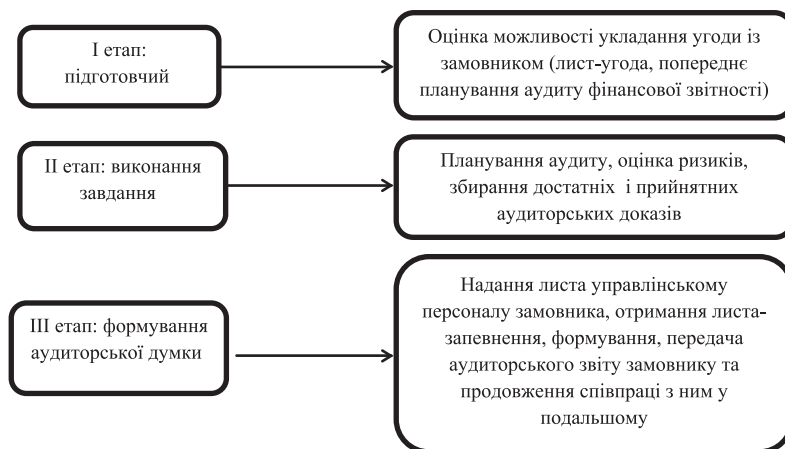 І етап:
підготовчий
Оцінка можливості укладання угоди із
замовником (лист-угода, попереднє
планування аудиту фінансової звітності)
ІІ етап: виконання
завдання
Планування аудиту, оцінка ризиків,
збирання достатніх і прийнятних
аудиторських доказів
ІІІ етап: формування
аудиторської думки
Надання листа управлінському
персоналу замовника, отримання листа-
запевнення, формування, передача
аудиторського звіту замовнику та
продовження співпраці з ним у
подальшому